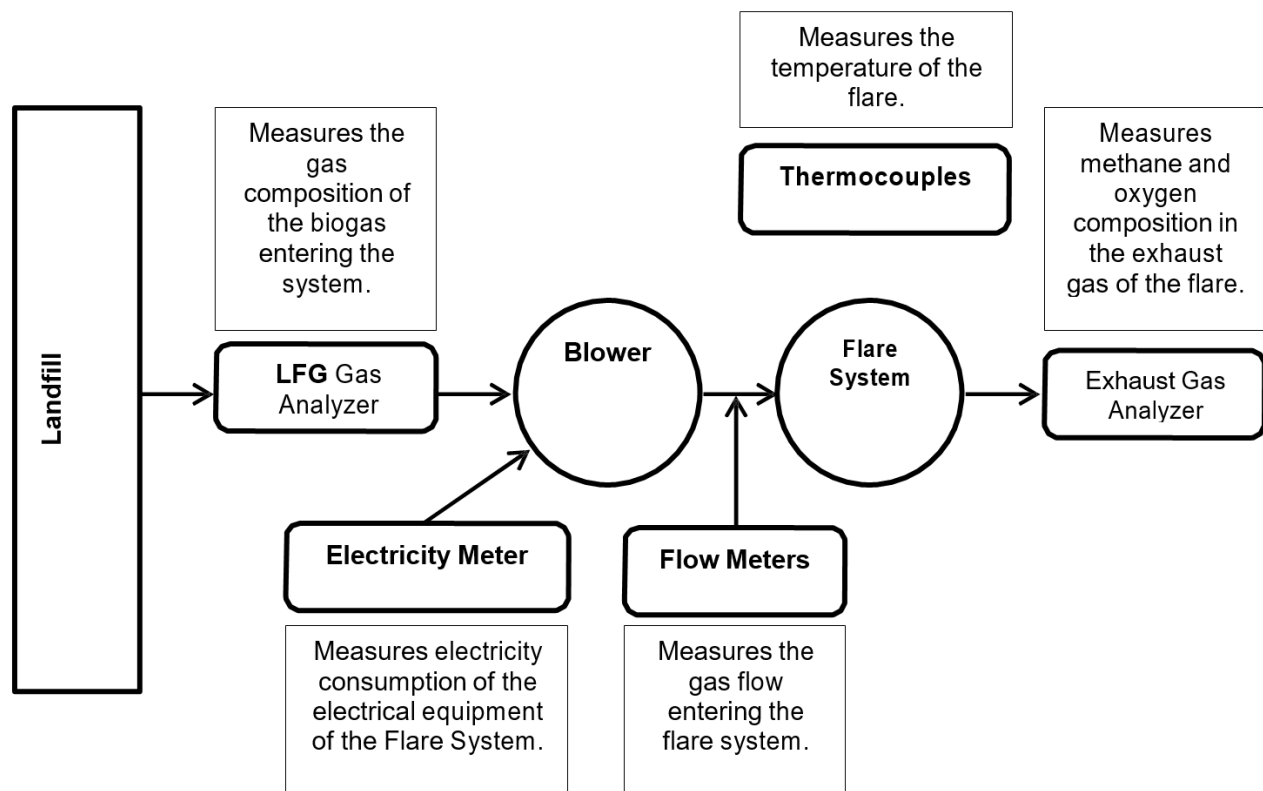 Measures the
temperature of the
flare.
Thermocouples
Measures the
gas
composition of
the biogas
entering the
system.
Measures
methane and
oxygen
composition in
the exhaust
gas of the flare.
Landfill
LFG Gas
Analyzer
Blower
Flare
System
Exhaust Gas
Analyzer
Electricity Meter
Flow Meters
Measures electricity
consumption of the
electrical equipment
of the Flare System.
Measures the
gas flow
entering the
flare system.